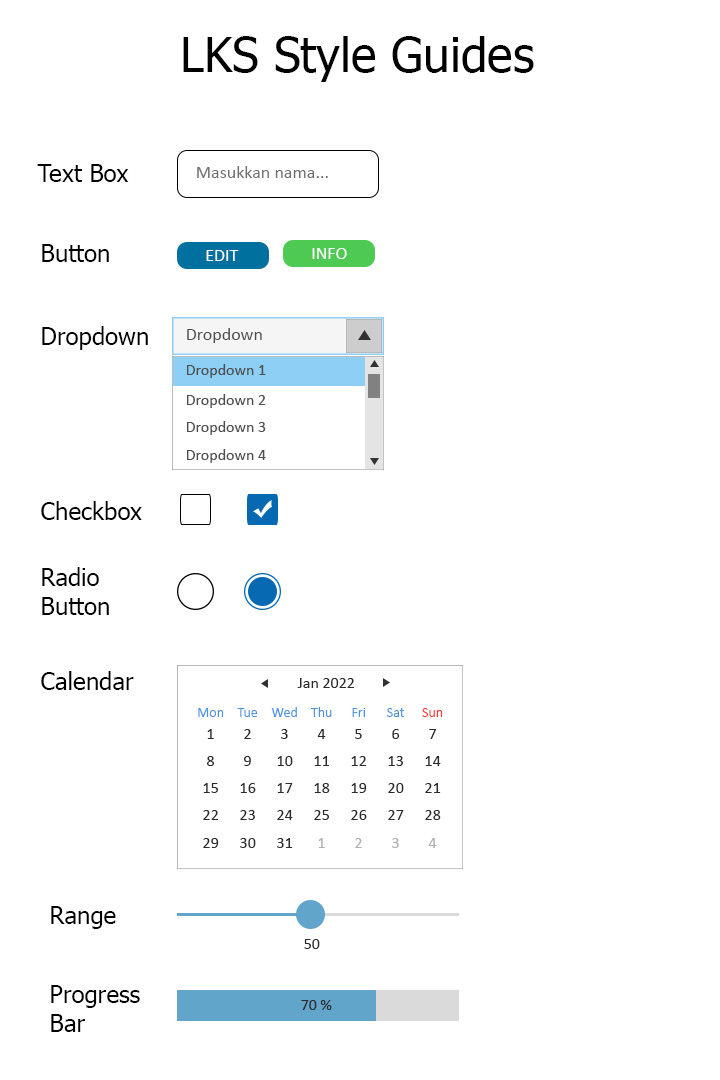 LKS Style Guides
Text Box
Masukkan nama...
Button
EDIT
INFO
Dropdown
Dropdown
Dropdown 1
Dropdown 2
Dropdown 3
Dropdown 4
Checkbox
Radio
Button
Calendar
Jan 2022
Mon Tue Wed Thu Fri Sat Sun
1 2 3 4 5 6 7
8 9 10 11 12 13 14
15 16 17 18 19 20 21
22 23 24 25 26 27 28
29 30 31 1 2 3 4
Range
50
Progress
Bar
70 %